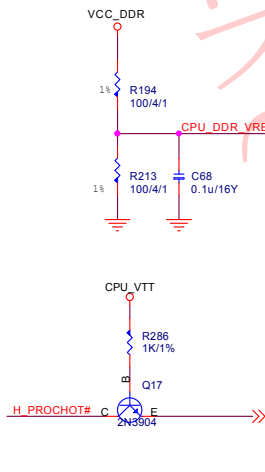 VCC_DDR
R194
1%
100/4/1
CPU_DDR_VRE
R213
C68
1%
100/4/1
0.1u/16Y
CPU_VTT
R286
1K/1%
B
Q17
H_PROCHOT#
C
E
2N3904